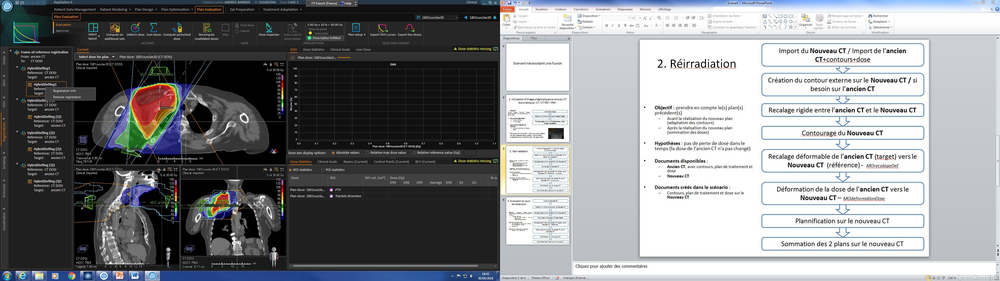 RayStation 6
Patient name: ANDREE BARBIER ID: 201603596 Case: CASE 2
FR French (France) Help
Clinical
Patient Data Management Patient Modeling Plan Design Plan Optimization Plan Evaluation QA Preparation Treatment Adaptation
Plan Evaluation
1801susclav30 1801susclav30
Evaluation
Approval
Select layout
Compute on additional sets
Deform dose
Sum doses
Compute perturbed dose
ACTIONS
Recompute invalidated doses
Stop
Final dose
Cancel
DOSE
Dose inspector
Auto scale to prescription
3.00 Gy x 10 fx = 30.00 Gy
Dose at point
isosusclav
Prescription fulfilled
PRESCRIPTION
Plan setup
Export DVH curves
Export line doses
DOSE DATA EXPORT
Doses
ROIs
POIs
Registrations
Scripting
Protocols
Visualization
Frame-of-reference registration
From: ancien CT
To: CT DOSI
HybridDefReg1
Reference: CT DOSI
Target: ancien CT
HybridDefReg1
Target:
Registration info
Remove registration
Reference: CT DOSI
Target: ancien CT
HybridDefReg (1)1
Reference: CT DOSI
Target: ancien CT
HybridDefReg (2)1
Reference: CT DOSI
Target: ancien CT
HybridDefReg (2)1
Reference: CT DOSI
Target: ancien CT
HybridDefReg (3)1
Reference: CT DOSI
Target: ancien CT
HybridDefReg (3)1
Reference: CT DOSI
Target: ancien CT
Current
Select dose for plan Plan dose: 1801susclav30 (CT DOSI)
Plan dose: 1801susclav30 (CT DOSI)
Clinical: Imported
% of 30.00 Gy
150
120
105
95
90
85
80
70
60
50
25
0
isosusclav
CT DOSI
HOST-7569
Transversal: 0.90 cm
Slice 79/126
0 2 4 6 8 cm
Plan dose: 1801susclav30 (CT DOSI)
Clinical: Imported
% of 30.00 Gy
150
120
105
95
90
85
80
70
60
50
25
0
CT DOSI
HOST-7569
Sagittal: 1.00 cm
0 2 4 6 8 10 12 14 cm
Plan dose: 1801susclav30 (CT DOSI)
Clinical: Imported
% of 30.00 Gy
150
120
105
95
90
85
80
70
60
50
25
0
CT DOSI
HOST-7569
Coronal: -6.11 cm
0 5 10 15 cm
DVH Dose Statistics Clinical Goals Line Dose
Dose statistics missing
Plan dose: 1801susclav3...
DVH
Volume [%]
100
90
80
70
60
50
40
30
20
10
0
0.0 0.1 0.2 0.3 0.4 0.5 0.6 0.7 0.8 0.9 1.0 1.1
Plan dose: 1801susclav30 (CT DOSI) [Gy]
Dose axis display options: Absolute values Relative max dose value Relative reference value [Gy]:
Dose Statistics Clinical Goals Beams (Current) Control Points (Current) BEV (Current)
Dose statistics missing
ROI statistics POI statistics
Dose ROI ROI vol. [cm³] Dose [Gy] % ou
D99 D98 D95 Average D50 D2 D1
Plan dose: 1801suscla... PTV
Plan dose: 1801suscla... Trachée Bronches
18:43
30/04/2018
Scenarii - Microsoft PowerPoint
Fichier Accueil Insertion Création Transitions Animations Diaporama Révision Affichage
Coller
Couper
Copier
Reproduire la mise en forme
Presse-papiers
Nouvelle diapositive
Disposition
Rétablir
Section
Diapositives
12
Police
Orientation du texte
Aligner le texte
Convertir en graphique SmartArt
Paragraphe
Organiser
Styles rapides
Remplissage de forme
Contour de forme
Effets sur la forme
Dessin
Rechercher
Remplacer
Sélectionner
Modification
Diapositives Plan
1
Scenarii nécessitant une fusion
2
1. Utilisation d'images diagnostiques en plus du CT
dosimétrique - CT / CT-TEP / IRM -
3
2. Réirradiation
4
3. Evaluation en cours
de traitement
2. Réirradiation
• Objectif : prendre en compte le(s) plan(s)
précédent(s)
– Avant la réalisation du nouveau plan
(adaptation des contours)
– Après la réalisation du nouveau plan
(sommation des doses)
• Hypothèses : pas de perte de dose dans le
temps (la dose de l'ancien CT n'a pas changé)
• Documents disponibles :
– Ancien CT, avec contours, plan de traitement et
dose
– Nouveau CT
• Documents créés dans le scénario :
– Contours, plan de traitement et dose sur le
Nouveau CT
Import du Nouveau CT / Import de l'ancien
CT+contours+dose
Création du contour externe sur le Nouveau CT / si
besoin sur l'ancien CT
Recalage rigide entre l'ancien CT et le Nouveau CT
Contourage du Nouveau CT
Recalage déformable de l'ancien CT (target) vers le
Nouveau CT (référence) - MOrecalageDef
Déformation de la dose de l'ancien CT vers le
Nouveau CT – MOdeformationDose
Plannification sur le nouveau CT
Sommation des 2 plans sur le nouveau CT
Cliquez pour ajouter des commentaires
Diapositive 3 de 4 "Thème Office" Français (France) 116 %